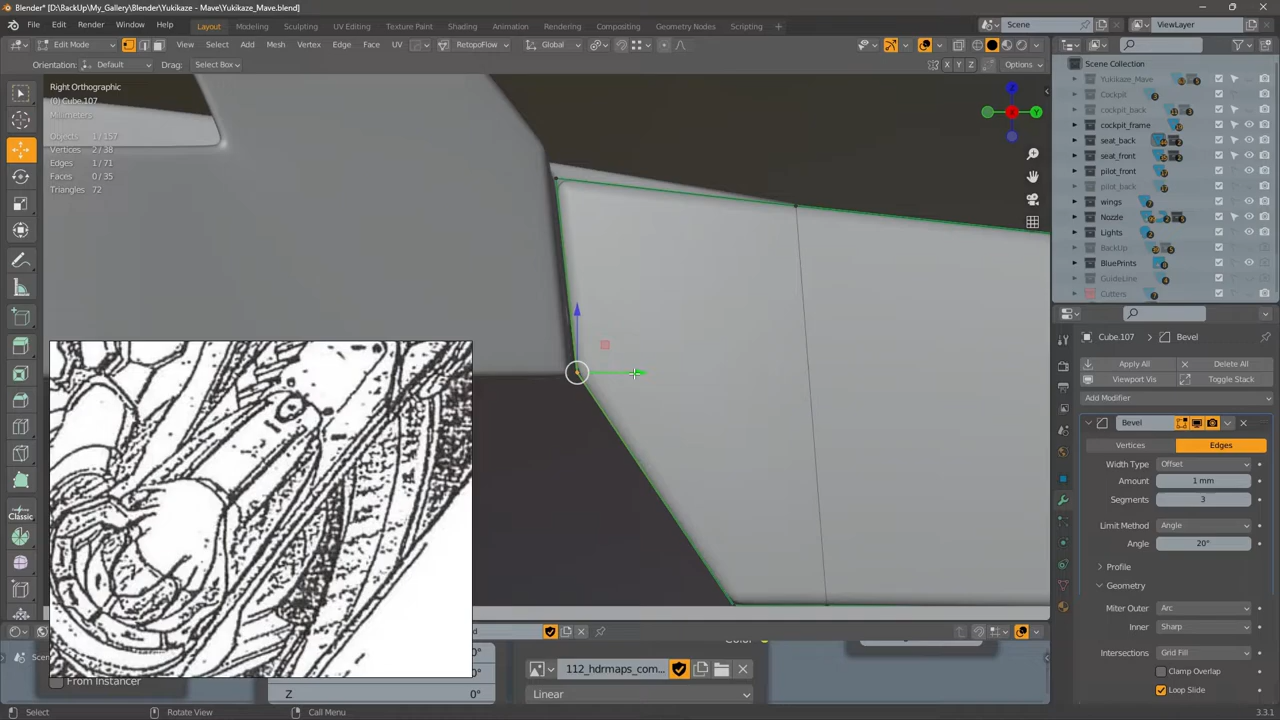 Blender* [D:\BackUp\My_Gallery\Blender\Yukikaze - Mave\Yukikaze_Mave.blend]
File Edit Render Window Help Layout Modeling Sculpting UV Editing Texture Paint Shading Animation Rendering Compositing Geometry Nodes Scripting
Scene ViewLayer
Edit Mode View Select Add Mesh Vertex Edge Face UV RetopoFlow Global
Orientation: Default Drag: Select Box X Y Z Options
Right Orthographic
(0) Cube.107
Millimeters
Objects 1/157
Vertices 2/38
Edges 1/71
Faces 0/35
Triangles 72
Z
Y
Classic
Scene Collection
Yukikaze_Mave
Cockpit
cockpit_back
cockpit_frame
seat_back
seat_front
pilot_front
pilot_back
wings
Nozzle
Lights
BackUp
BluePrints
GuideLine
Cutters
Cube.107 Bevel
Apply All Delete All
Viewport Vis Toggle Stack
Add Modifier
Bevel
Vertices Edges
Width Type Offset
Amount 1 mm
Segments 3
Limit Method Angle
Angle 20°
Profile
Geometry
Miter Outer Arc
Inner Sharp
Intersections Grid Fill
Clamp Overlap
Loop Slide
From Instancer
Z 0°
112_hdrmaps_com...
Linear
Select Rotate View Call Menu 3.3.1